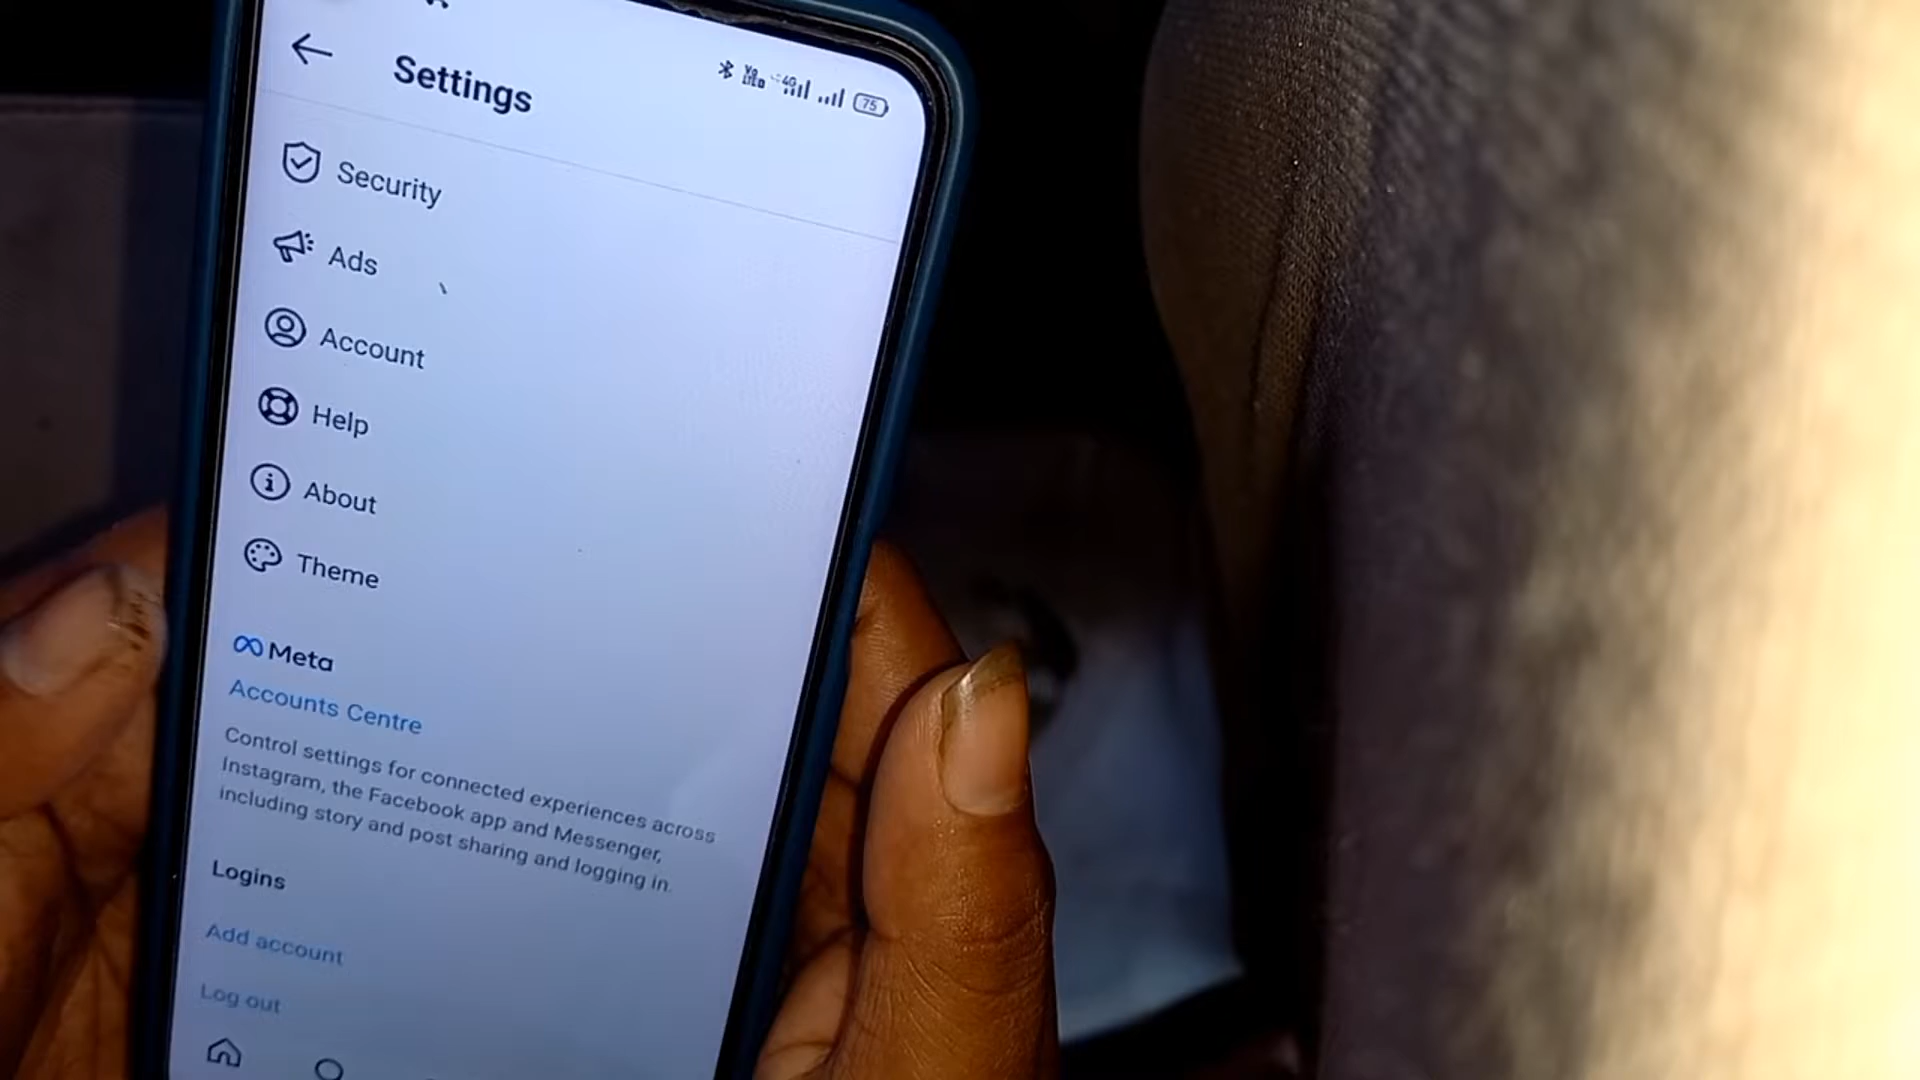 Settings
4G
75
Security
Ads
Account
Help
About
Theme
Meta
Accounts Centre
Control settings for connected experiences across
Instagram, the Facebook app and Messenger,
including story and post sharing and logging in.
Logins
Add account
Log out